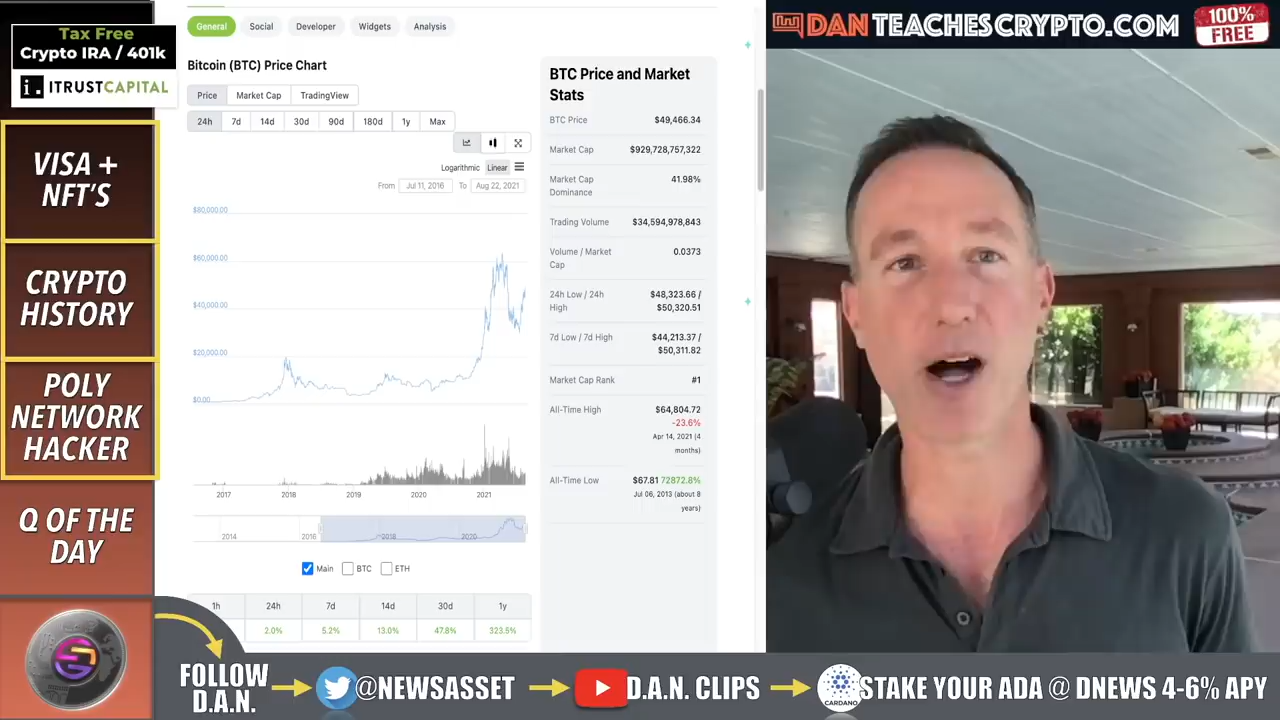 Tax Free
Crypto IRA / 401k
i. ITRUSTCAPITAL
VISA +
NFT'S
CRYPTO
HISTORY
POLY
NETWORK
HACKER
Q OF THE
DAY
General Social Developer Widgets Analysis
Bitcoin (BTC) Price Chart
Price Market Cap TradingView
24h 7d 14d 30d 90d 180d 1y Max
Logarithmic Linear
From Jul 11, 2016 To Aug 22, 2021
$80,000.00
$60,000.00
$40,000.00
$20,000.00
$0.00
2017 2018 2019 2020 2021
2014 2016 2018 2020
Main BTC ETH
1h 24h 7d 14d 30d 1y
2.0% 5.2% 13.0% 47.8% 323.5%
BTC Price and Market
Stats
BTC Price $49,466.34
Market Cap $929,728,757,322
Market Cap
Dominance 41.98%
Trading Volume $34,594,978,843
Volume / Market
Cap 0.0373
24h Low / 24h
High $48,323.66 /
$50,320.51
7d Low / 7d High $44,213.37 /
$50,311.82
Market Cap Rank #1
All-Time High $64,804.72
-23.6%
Apr 14, 2021 (4
months)
All-Time Low $67.81 72872.8%
Jul 06, 2013 (about 8
years)
DANTEACHESCRYPTO.COM
100%
FREE
FOLLOW
D.A.N.
@NEWSASSET
D.A.N. CLIPS
CARDANO
STAKE YOUR ADA @ DNEWS 4-6% APY